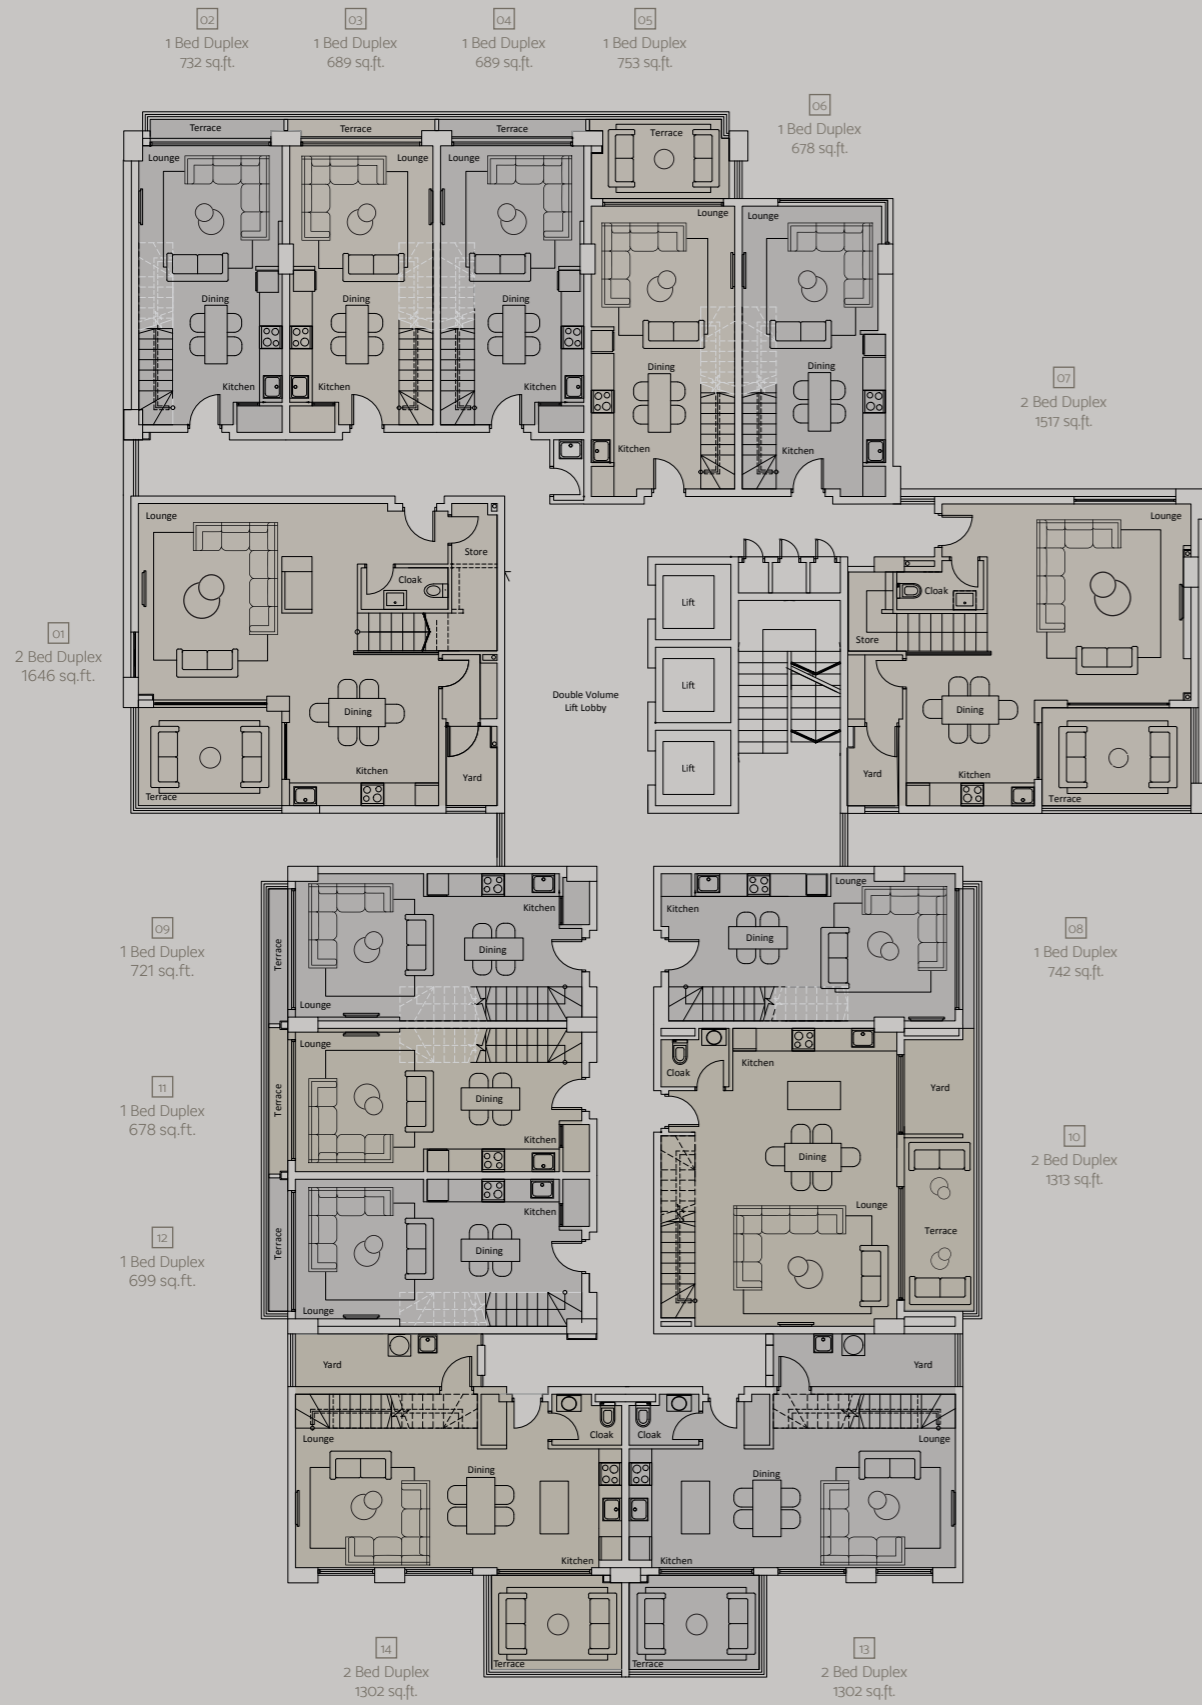 02
1 Bed Duplex
732 sq.ft.
03
1 Bed Duplex
689 sq.ft.
04
1 Bed Duplex
689 sq.ft.
05
1 Bed Duplex
753 sq.ft.
06
1 Bed Duplex
678 sq.ft.
Terrace
Terrace
Terrace
Terrace
Lounge
Lounge
Lounge
Lounge
Lounge
Dining
Dining
Dining
Dining
Dining
Kitchen
Kitchen
Kitchen
Kitchen
Kitchen
07
2 Bed Duplex
1517 sq.ft.
Lounge
Store
Cloak
Dining
Kitchen
Yard
Terrace
01
2 Bed Duplex
1646 sq.ft.
Double Volume
Lift Lobby
Lift
Lift
Lift
Lounge
Cloak
Store
Dining
Kitchen
Yard
Terrace
09
1 Bed Duplex
721 sq.ft.
Terrace
Kitchen
Dining
Lounge
Lounge
Kitchen
Dining
08
1 Bed Duplex
742 sq.ft.
11
1 Bed Duplex
678 sq.ft.
Terrace
Lounge
Dining
Kitchen
Cloak
Kitchen
Yard
Dining
Lounge
Terrace
10
2 Bed Duplex
1313 sq.ft.
12
1 Bed Duplex
699 sq.ft.
Terrace
Kitchen
Dining
Lounge
Yard
Yard
Lounge
Cloak
Dining
Kitchen
Terrace
Cloak
Lounge
Dining
Kitchen
Terrace
14
2 Bed Duplex
1302 sq.ft.
13
2 Bed Duplex
1302 sq.ft.